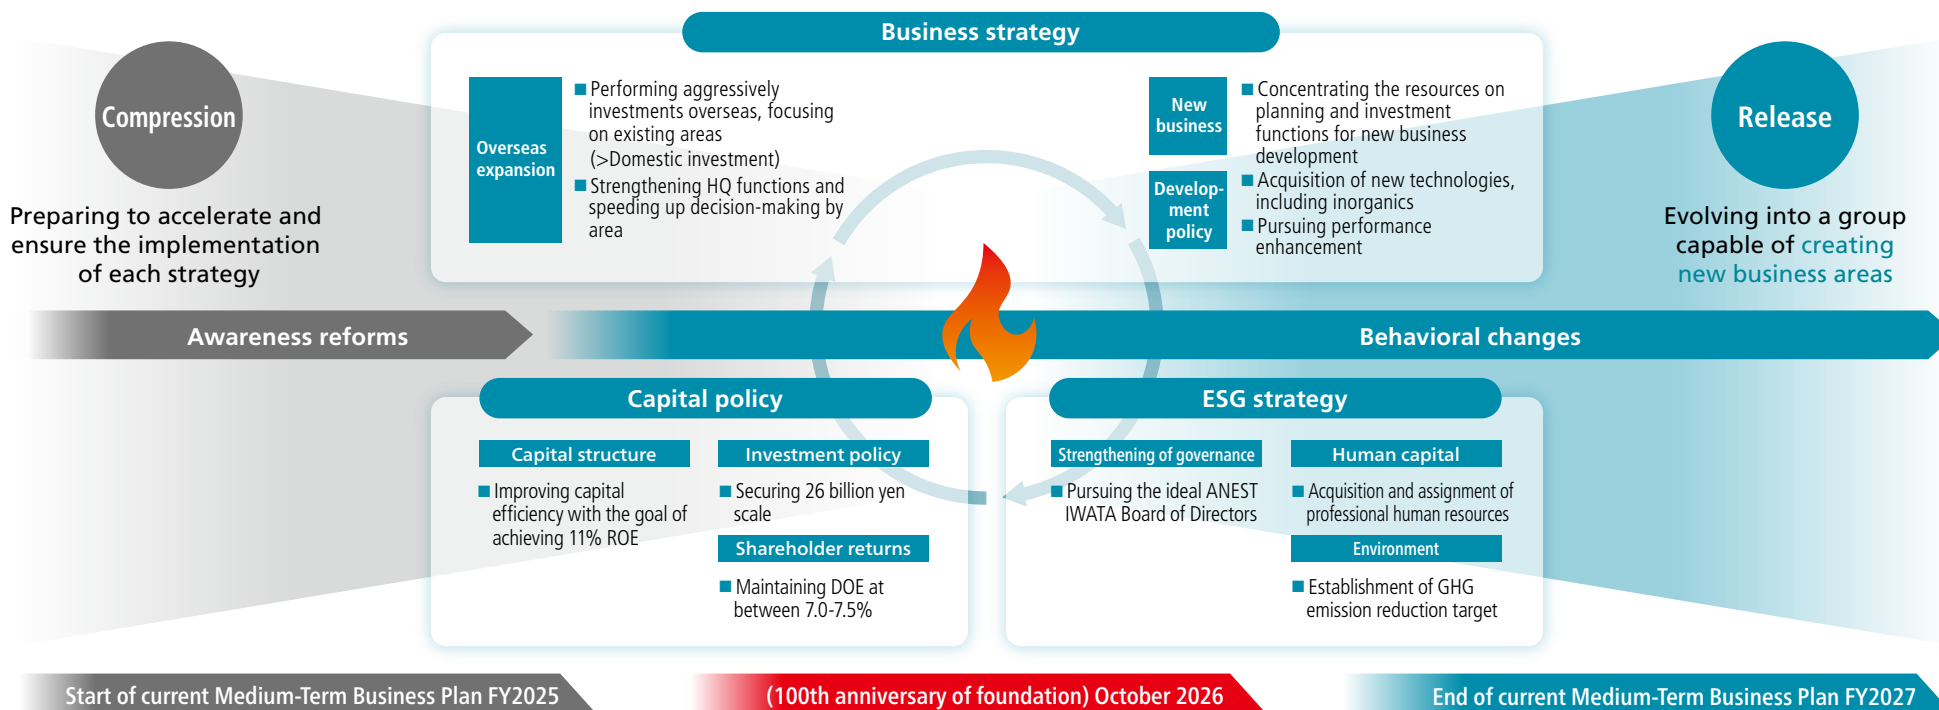 Business strategy
Compression
Preparing to accelerate and
ensure the implementation
of each strategy
Overseas
expansion
■ Performing aggressively
investments overseas, focusing
on existing areas
(>Domestic investment)
■ Strengthening HQ functions and
speeding up decision-making by
area
New
business
■ Concentrating the resources on
planning and investment
functions for new business
development
Develop-
ment
policy
■ Acquisition of new technologies,
including inorganics
■ Pursuing performance
enhancement
Release
Evolving into a group
capable of creating
new business areas
Awareness reforms
Behavioral changes
Capital policy
Capital structure
■ Improving capital
efficiency with the goal of
achieving 11% ROE
Investment policy
■ Securing 26 billion yen
scale
Shareholder returns
■ Maintaining DOE at
between 7.0-7.5%
ESG strategy
Strengthening of governance
■ Pursuing the ideal ANEST
IWATA Board of Directors
Human capital
■ Acquisition and assignment of
professional human resources
Environment
■ Establishment of GHG
emission reduction target
Start of current Medium-Term Business Plan FY2025
(100th anniversary of foundation) October 2026
End of current Medium-Term Business Plan FY2027